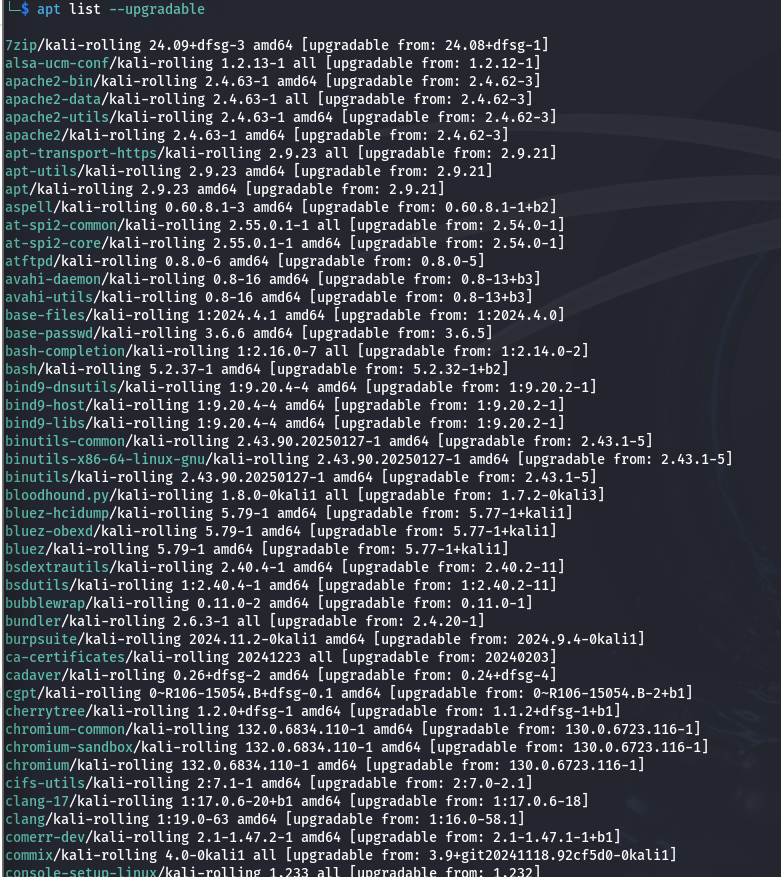 └─$ apt list --upgradable
7zip/kali-rolling 24.09+dfsg-3 amd64 [upgradable from: 24.08+dfsg-1]
alsa-ucm-conf/kali-rolling 1.2.13-1 all [upgradable from: 1.2.12-1]
apache2-bin/kali-rolling 2.4.63-1 amd64 [upgradable from: 2.4.62-3]
apache2-data/kali-rolling 2.4.63-1 all [upgradable from: 2.4.62-3]
apache2-utils/kali-rolling 2.4.63-1 amd64 [upgradable from: 2.4.62-3]
apache2/kali-rolling 2.4.63-1 amd64 [upgradable from: 2.4.62-3]
apt-transport-https/kali-rolling 2.9.23 all [upgradable from: 2.9.21]
apt-utils/kali-rolling 2.9.23 amd64 [upgradable from: 2.9.21]
apt/kali-rolling 2.9.23 amd64 [upgradable from: 2.9.21]
aspell/kali-rolling 0.60.8.1-3 amd64 [upgradable from: 0.60.8.1-1+b2]
at-spi2-common/kali-rolling 2.55.0.1-1 all [upgradable from: 2.54.0-1]
at-spi2-core/kali-rolling 2.55.0.1-1 amd64 [upgradable from: 2.54.0-1]
atftpd/kali-rolling 0.8.0-6 amd64 [upgradable from: 0.8.0-5]
avahi-daemon/kali-rolling 0.8-16 amd64 [upgradable from: 0.8-13+b3]
avahi-utils/kali-rolling 0.8-16 amd64 [upgradable from: 0.8-13+b3]
base-files/kali-rolling 1:2024.4.1 amd64 [upgradable from: 1:2024.4.0]
base-passwd/kali-rolling 3.6.6 amd64 [upgradable from: 3.6.5]
bash-completion/kali-rolling 1:2.16.0-7 all [upgradable from: 1:2.14.0-2]
bash/kali-rolling 5.2.37-1 amd64 [upgradable from: 5.2.32-1+b2]
bind9-dnsutils/kali-rolling 1:9.20.4-4 amd64 [upgradable from: 1:9.20.2-1]
bind9-host/kali-rolling 1:9.20.4-4 amd64 [upgradable from: 1:9.20.2-1]
bind9-libs/kali-rolling 1:9.20.4-4 amd64 [upgradable from: 1:9.20.2-1]
binutils-common/kali-rolling 2.43.90.20250127-1 amd64 [upgradable from: 2.43.1-5]
binutils-x86-64-linux-gnu/kali-rolling 2.43.90.20250127-1 amd64 [upgradable from: 2.43.1-5]
binutils/kali-rolling 2.43.90.20250127-1 amd64 [upgradable from: 2.43.1-5]
bloodhound.py/kali-rolling 1.8.0-0kali1 all [upgradable from: 1.7.2-0kali3]
bluez-hcidump/kali-rolling 5.79-1 amd64 [upgradable from: 5.77-1+kali1]
bluez-obexd/kali-rolling 5.79-1 amd64 [upgradable from: 5.77-1+kali1]
bluez/kali-rolling 5.79-1 amd64 [upgradable from: 5.77-1+kali1]
bsdextrautils/kali-rolling 2.40.4-1 amd64 [upgradable from: 2.40.2-11]
bsdutils/kali-rolling 1:2.40.4-1 amd64 [upgradable from: 1:2.40.2-11]
bubblewrap/kali-rolling 0.11.0-2 amd64 [upgradable from: 0.11.0-1]
bundler/kali-rolling 2.6.3-1 all [upgradable from: 2.4.20-1]
burpsuite/kali-rolling 2024.11.2-0kali1 amd64 [upgradable from: 2024.9.4-0kali1]
ca-certificates/kali-rolling 20241223 all [upgradable from: 20240203]
cadaver/kali-rolling 0.26+dfsg-2 amd64 [upgradable from: 0.24+dfsg-4]
cgpt/kali-rolling 0~R106-15054.B+dfsg-0.1 amd64 [upgradable from: 0~R106-15054.B-2+b1]
cherrytree/kali-rolling 1.2.0+dfsg-1 amd64 [upgradable from: 1.1.2+dfsg-1+b1]
chromium-common/kali-rolling 132.0.6834.110-1 amd64 [upgradable from: 130.0.6723.116-1]
chromium-sandbox/kali-rolling 132.0.6834.110-1 amd64 [upgradable from: 130.0.6723.116-1]
chromium/kali-rolling 132.0.6834.110-1 amd64 [upgradable from: 130.0.6723.116-1]
cifs-utils/kali-rolling 2:7.1-1 amd64 [upgradable from: 2:7.0-2.1]
clang-17/kali-rolling 1:17.0.6-20+b1 amd64 [upgradable from: 1:17.0.6-18]
clang/kali-rolling 1:19.0-63 amd64 [upgradable from: 1:16.0-58.1]
comerr-dev/kali-rolling 2.1-1.47.2-1 amd64 [upgradable from: 2.1-1.47.1-1+b1]
commix/kali-rolling 4.0-0kali1 all [upgradable from: 3.9+git20241118.92cf5d0-0kali1]
console-setup-linux/kali-rolling 1.233 all [upgradable from: 1.232]